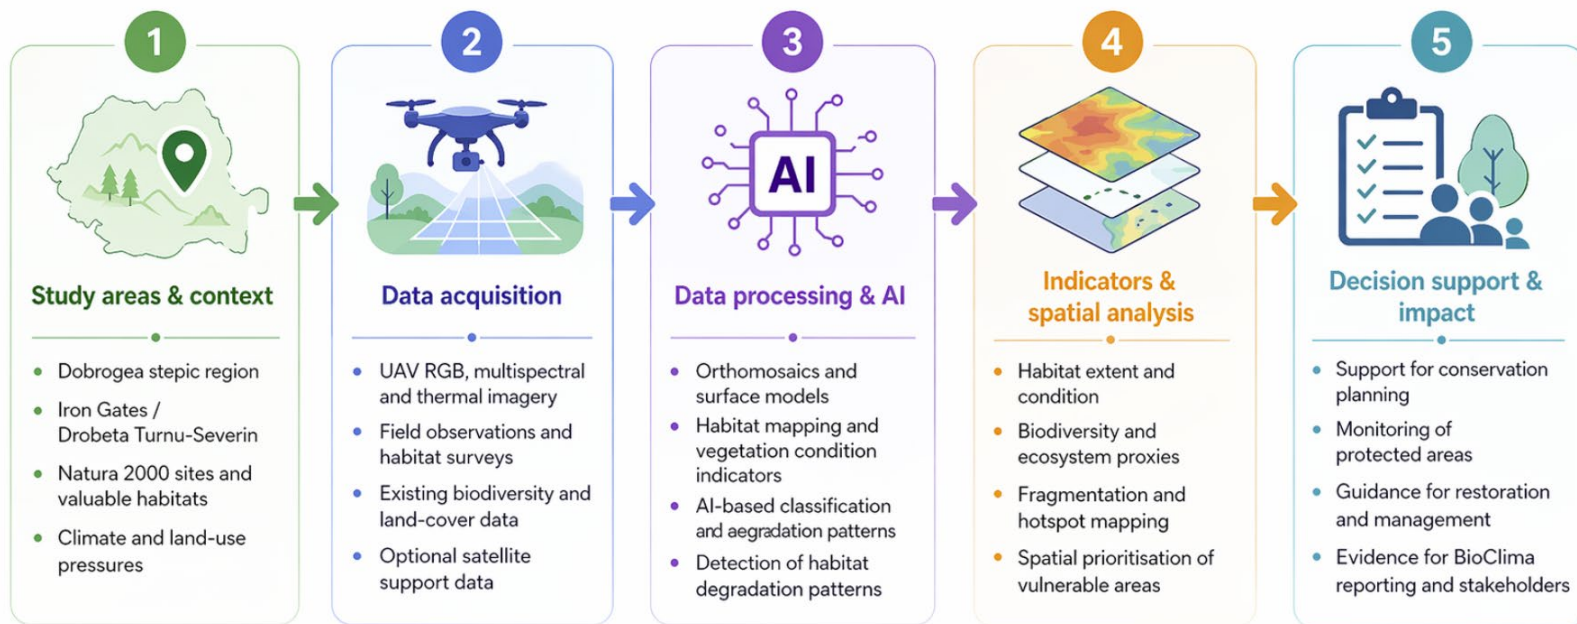 1
Study areas & context
Dobrogea stepic region
Iron Gates /
Drobeta Turnu-Severin
Natura 2000 sites and
valuable habitats
Climate and land-use
pressures
2
Data acquisition
UAV RGB, multispectral
and thermal imagery
Field observations and
habitat surveys
Existing biodiversity and
land-cover data
Optional satellite
support data
3
AI
Data processing & AI
Orthomosaics and
surface models
Habitat mapping and
vegetation condition
indicators
AI-based classification
and aegradation patterns
Detection of habitat
degradation patterns
4
Indicators &
spatial analysis
Habitat extent and
condition
Biodiversity and
ecosystem proxies
Fragmentation and
hotspot mapping
Spatial prioritisation of
vulnerable areas
5
Decision support &
impact
Support for conservation
planning
Monitoring of
protected areas
Guidance for restoration
and management
Evidence for BioClima
reporting and stakeholders